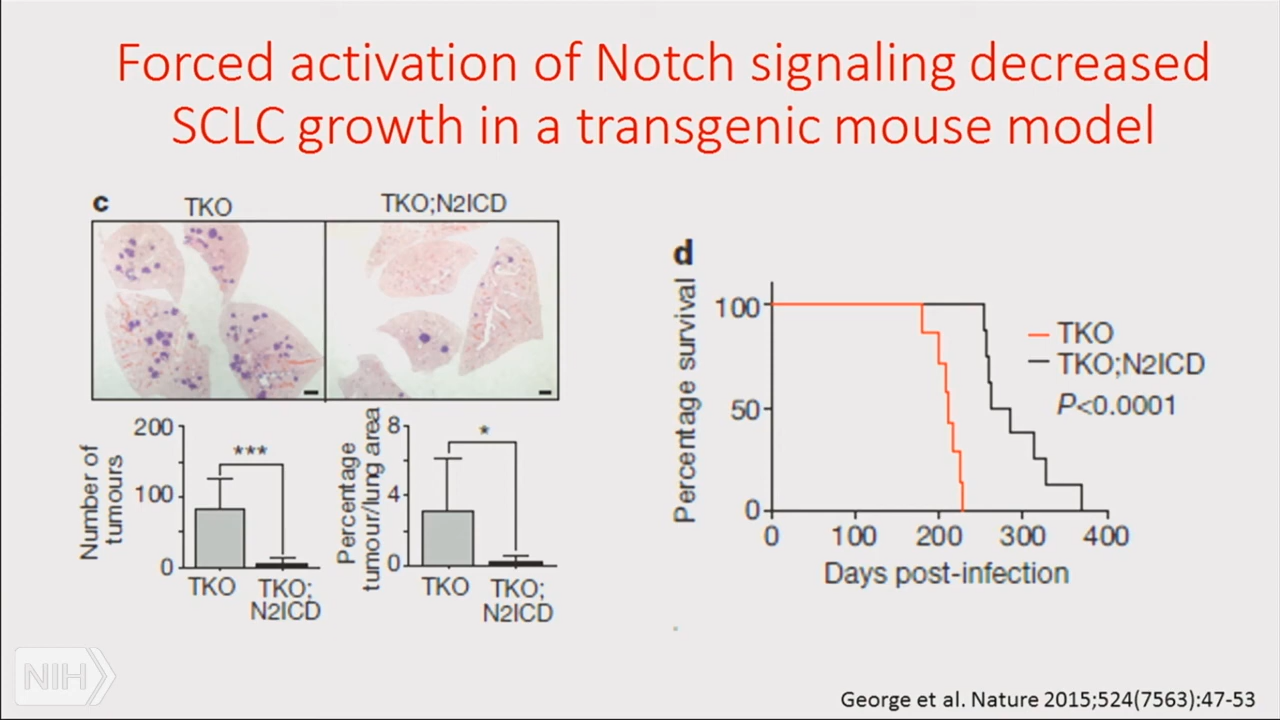 Forced activation of Notch signaling decreased
SCLC growth in a transgenic mouse model
c
TKO
TKO;N2ICD
Number of
tumours
200
100
0
***
TKO
TKO;
N2ICD
Percentage
tumour/lung area
8
4
0
*
TKO
TKO;
N2ICD
d
Percentage survival
100
50
0
0 100 200 300 400
Days post-infection
TKO
TKO;N2ICD
P<0.0001
NIH
George et al. Nature 2015;524(7563):47-53